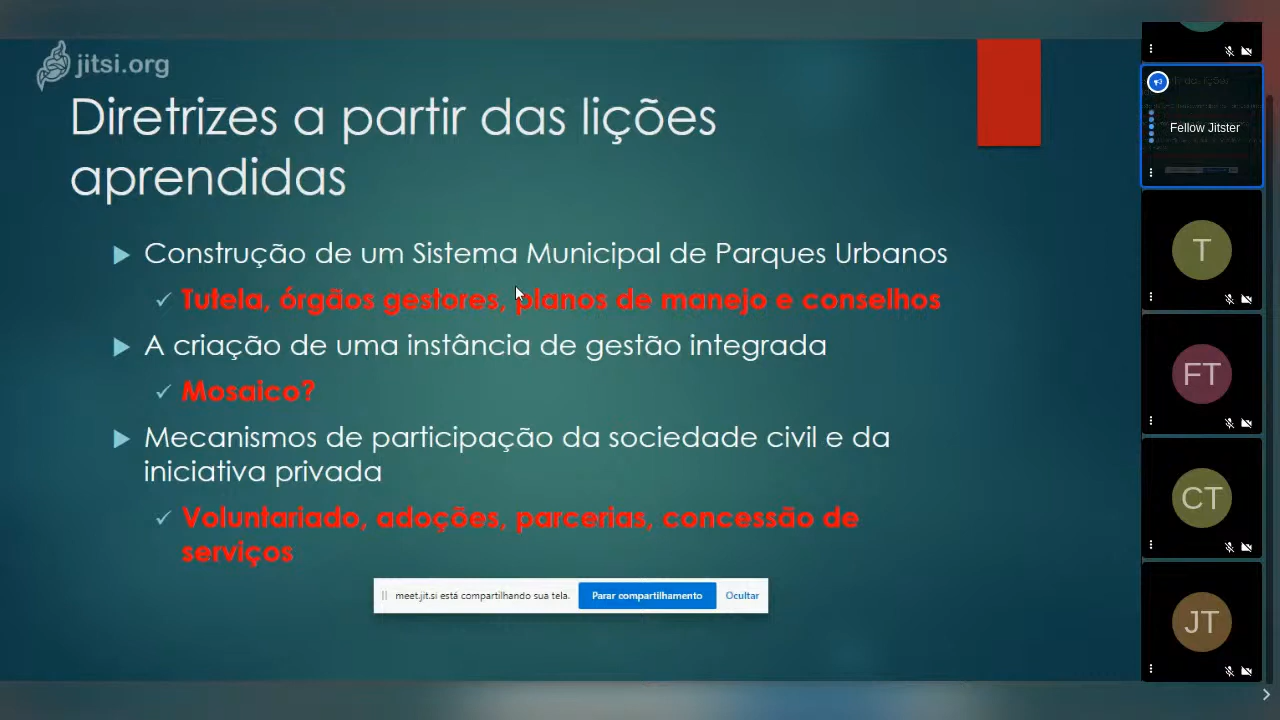 jitsi.org
Diretrizes a partir das lições
aprendidas
Construção de um Sistema Municipal de Parques Urbanos
Tutela, órgãos gestores, planos de manejo e conselhos
A criação de uma instância de gestão integrada
Mosaico?
Mecanismos de participação da sociedade civil e da
iniciativa privada
Voluntariado, adoções, parcerias, concessão de
serviços
meet.jit.si está compartilhando sua tela.
Parar compartilhamento
Ocultar
Fellow Jitster
T
FT
CT
JT